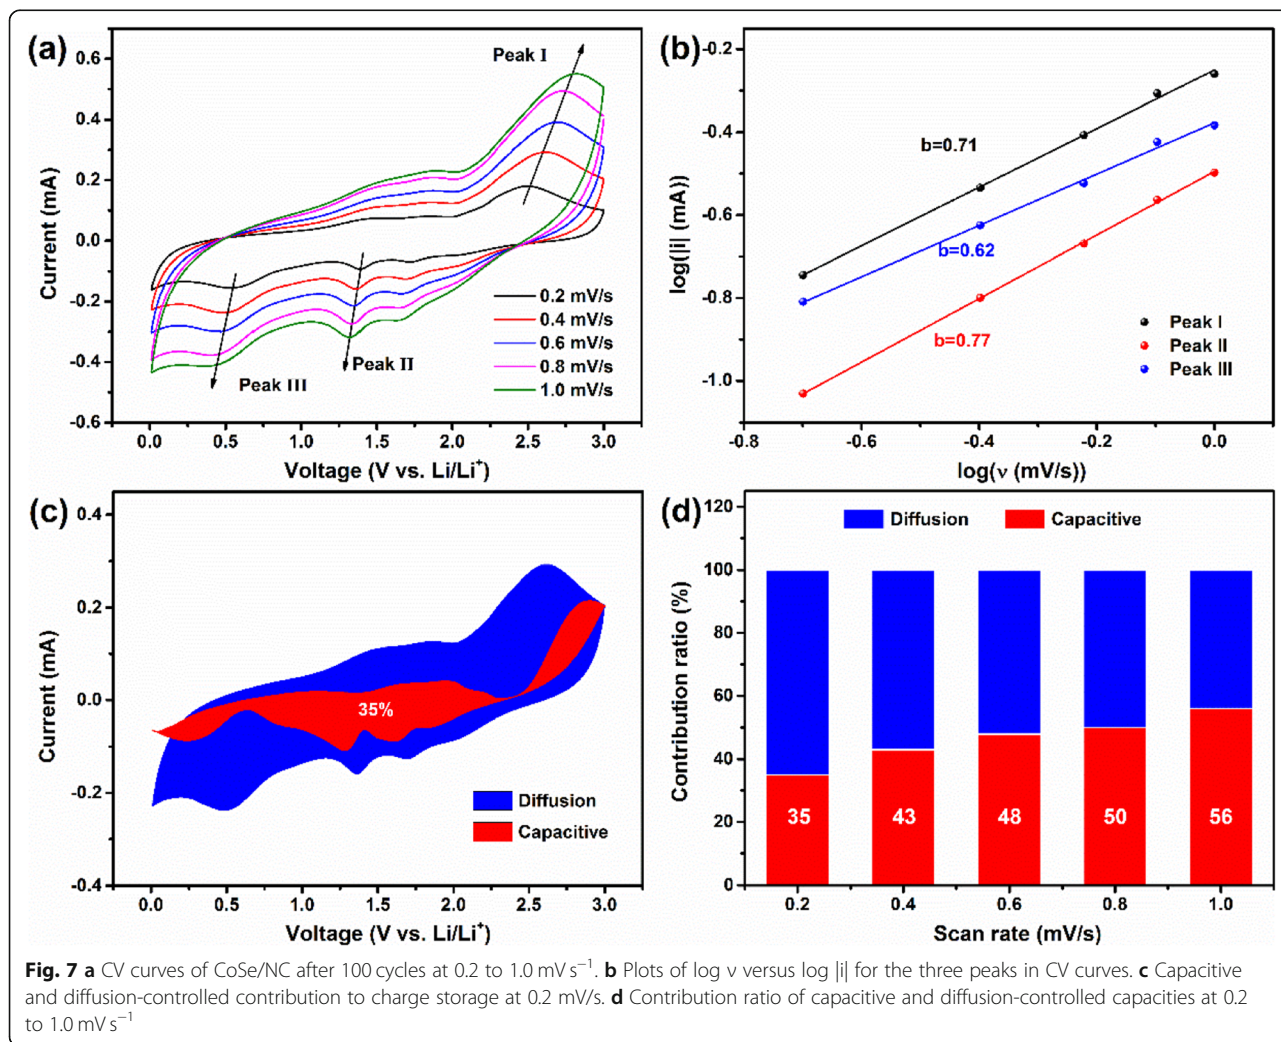 (a)
0.6
0.4
0.2
0.0
-0.2
-0.4
-0.6
Current (mA)
Peak I
Peak II
Peak III
0.2 mV/s
0.4 mV/s
0.6 mV/s
0.8 mV/s
1.0 mV/s
0.0 0.5 1.0 1.5 2.0 2.5 3.0
Voltage (V vs. Li/Li⁺)
(b)
-0.2
-0.4
-0.6
-0.8
-1.0
log(|i| (mA))
b=0.71
b=0.62
b=0.77
Peak I
Peak II
Peak III
-0.8 -0.6 -0.4 -0.2 0.0
log(ν (mV/s))
(c)
0.4
0.2
0.0
-0.2
-0.4
Current (mA)
35%
Diffusion
Capacitive
0.0 0.5 1.0 1.5 2.0 2.5 3.0
Voltage (V vs. Li/Li⁺)
(d)
120
100
80
60
40
20
0
Contribution ratio (%)
Diffusion Capacitive
35 43 48 50 56
0.2 0.4 0.6 0.8 1.0
Scan rate (mV/s)
Fig. 7 a CV curves of CoSe/NC after 100 cycles at 0.2 to 1.0 mV s⁻¹. b Plots of log ν versus log |i| for the three peaks in CV curves. c Capacitive
and diffusion-controlled contribution to charge storage at 0.2 mV/s. d Contribution ratio of capacitive and diffusion-controlled capacities at 0.2
to 1.0 mV s⁻¹